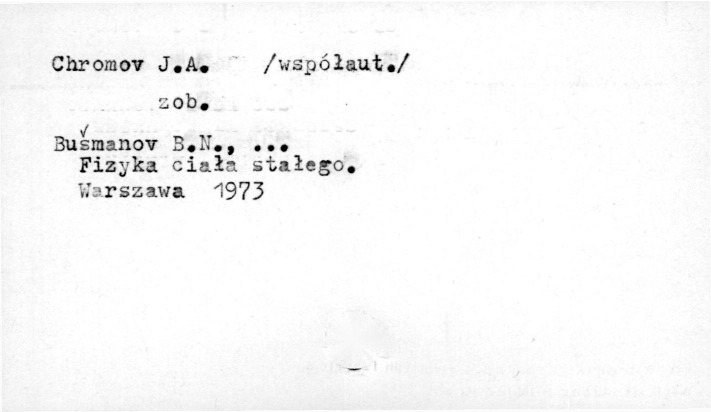 Chromov J.A. /współaut./
zob.
Bušmanov B.N., ...
Fizyka ciała stałego.
Warszawa 1973